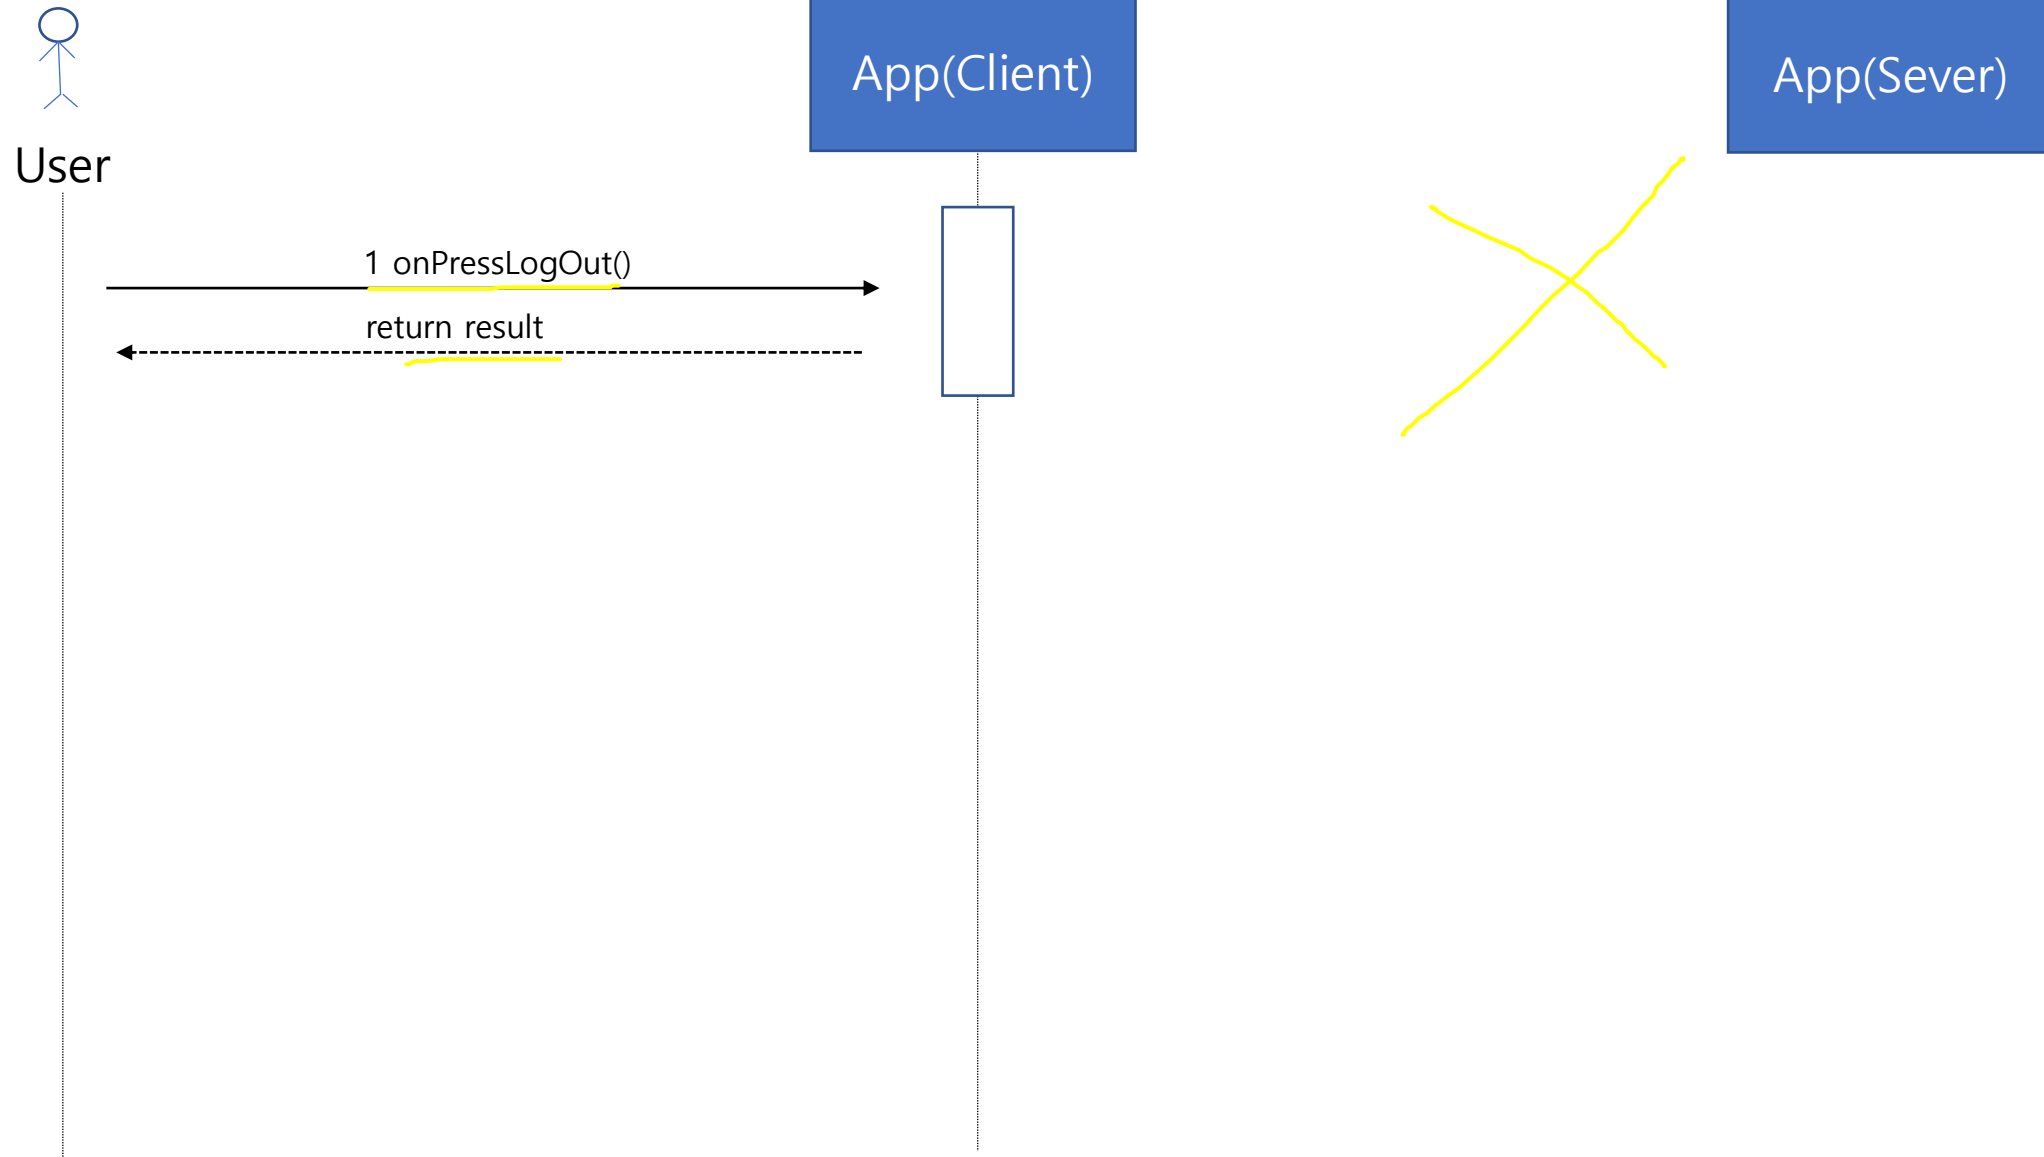 App(Client)
App(Sever)
User
1 onPressLogOut()
return result